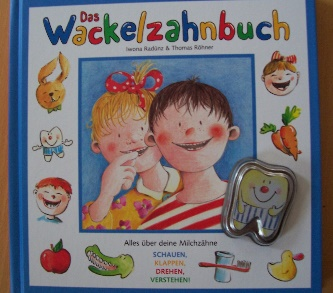 Das
Wackelzahnbuch
Iwona Radünz & Thomas Röhner
Alles über deine Milchzähne
SCHAUEN,
KLAPPEN,
DREHEN,
VERSTEHEN!